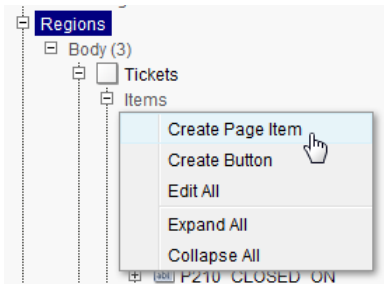 Regions
Body (3)
Tickets
Items
Create Page Item
Create Button
Edit All
Expand All
Collapse All
P210_CLOSED_ON